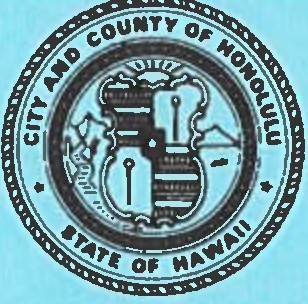 CITY AND COUNTY OF HONOLULU
STATE OF HAWAII